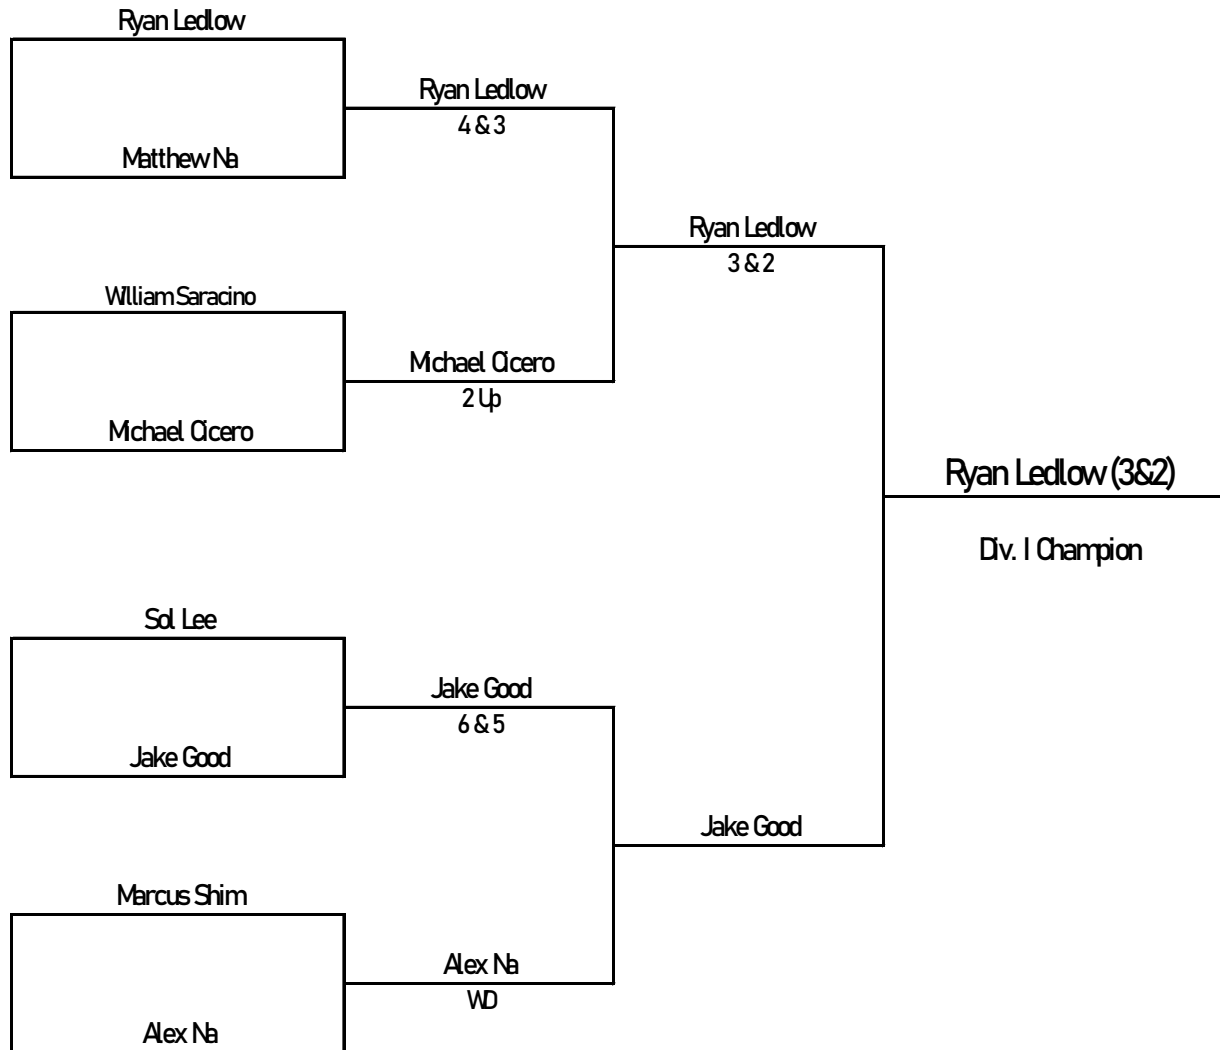 Ryan Ledlow
Ryan Ledlow
4 & 3
Matthew Na
Ryan Ledlow
3 & 2
William Saracino
Michael Cicero
2 Up
Michael Cicero
Ryan Ledlow (3&2)
Div. I Champion
Sol Lee
Jake Good
6 & 5
Jake Good
Jake Good
Marcus Shim
Alex Na
WD
Alex Na